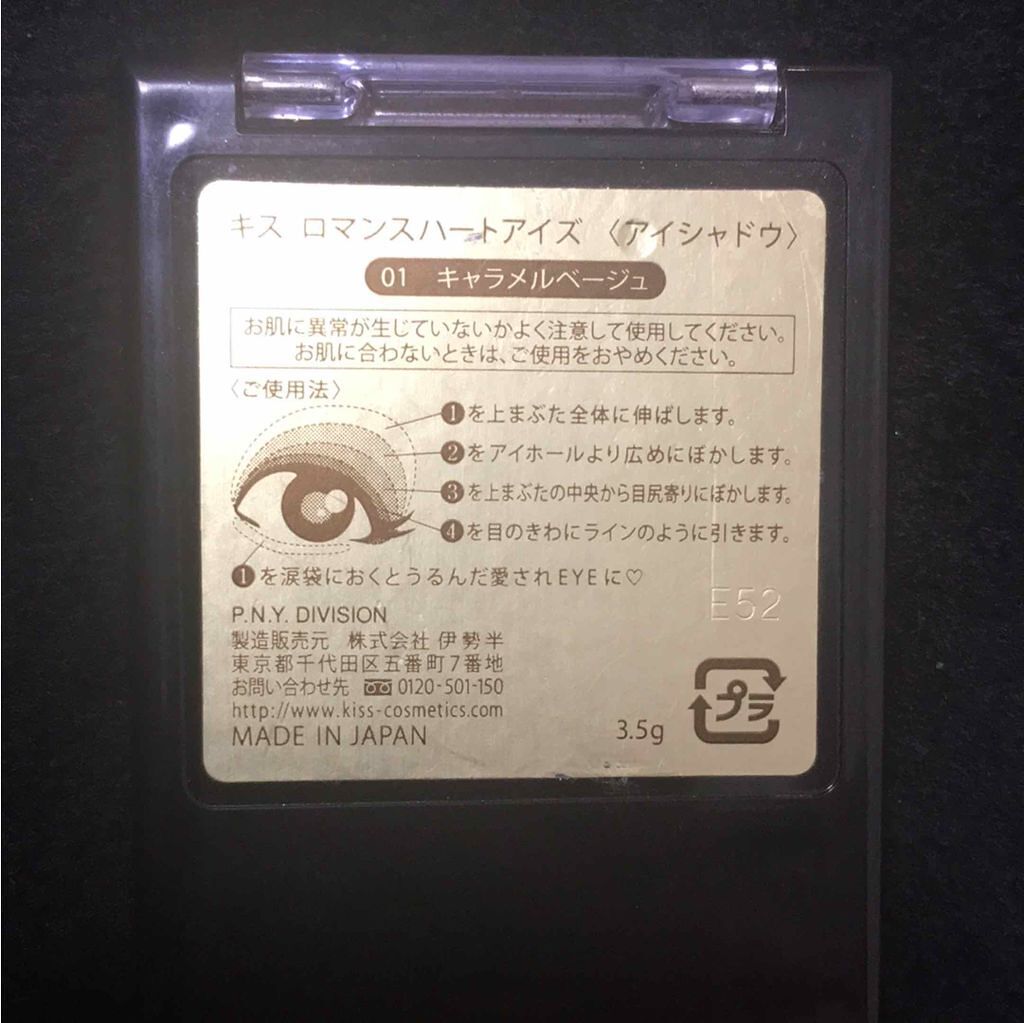 キス ロマンスハートアイズ 〈アイシャドウ〉
01 キャラメルベージュ
お肌に異常が生じていないかよく注意して使用してください。
お肌に合わないときは、ご使用をおやめください。
〈ご使用法〉
❶を上まぶた全体に伸ばします。
❷をアイホールより広めにぼかします。
❸を上まぶたの中央から目尻寄りにぼかします。
❹を目のきわにラインのように引きます。
❶を涙袋におくとうるんだ愛されEYEに♡
E52
P.N.Y. DIVISION
製造販売元 株式会社 伊勢半
東京都千代田区五番町7番地
お問い合わせ先 0120-501-150
http://www.kiss-cosmetics.com
MADE IN JAPAN
3.5g
プラ